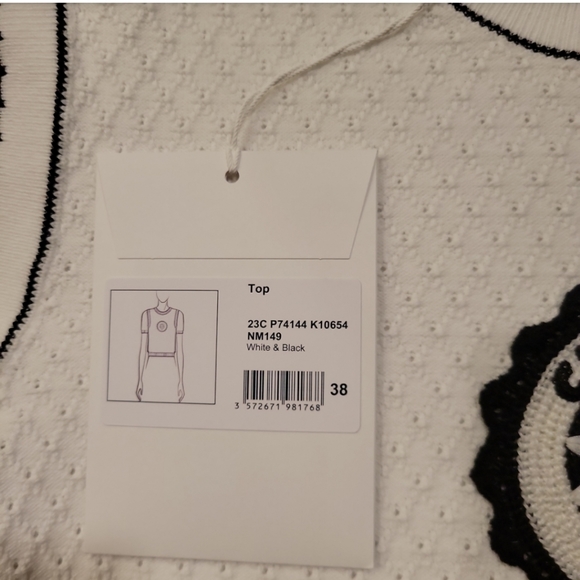 Top
23C P74144 K10654
NM149
White & Black
38
3 572671 981768